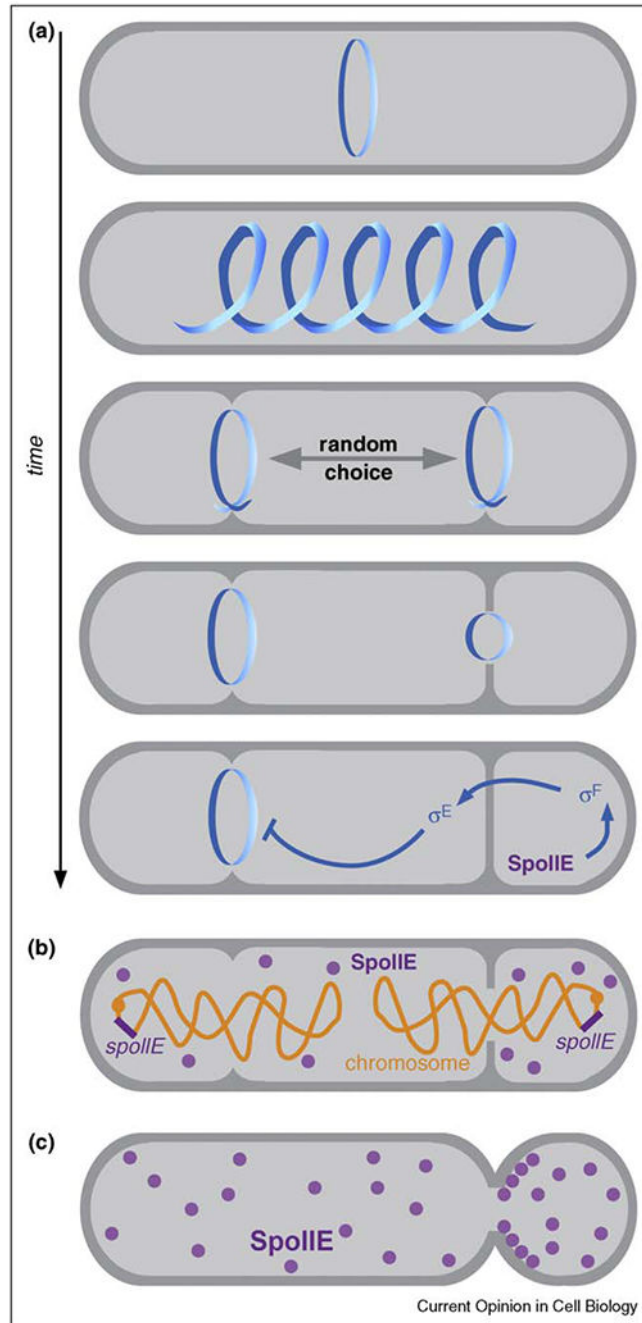 (a)
time
random
choice
σE
σF
SpoIIE
(b)
SpoIIE
spoIIE
spoIIE
chromosome
(c)
SpoIIE
Current Opinion in Cell Biology